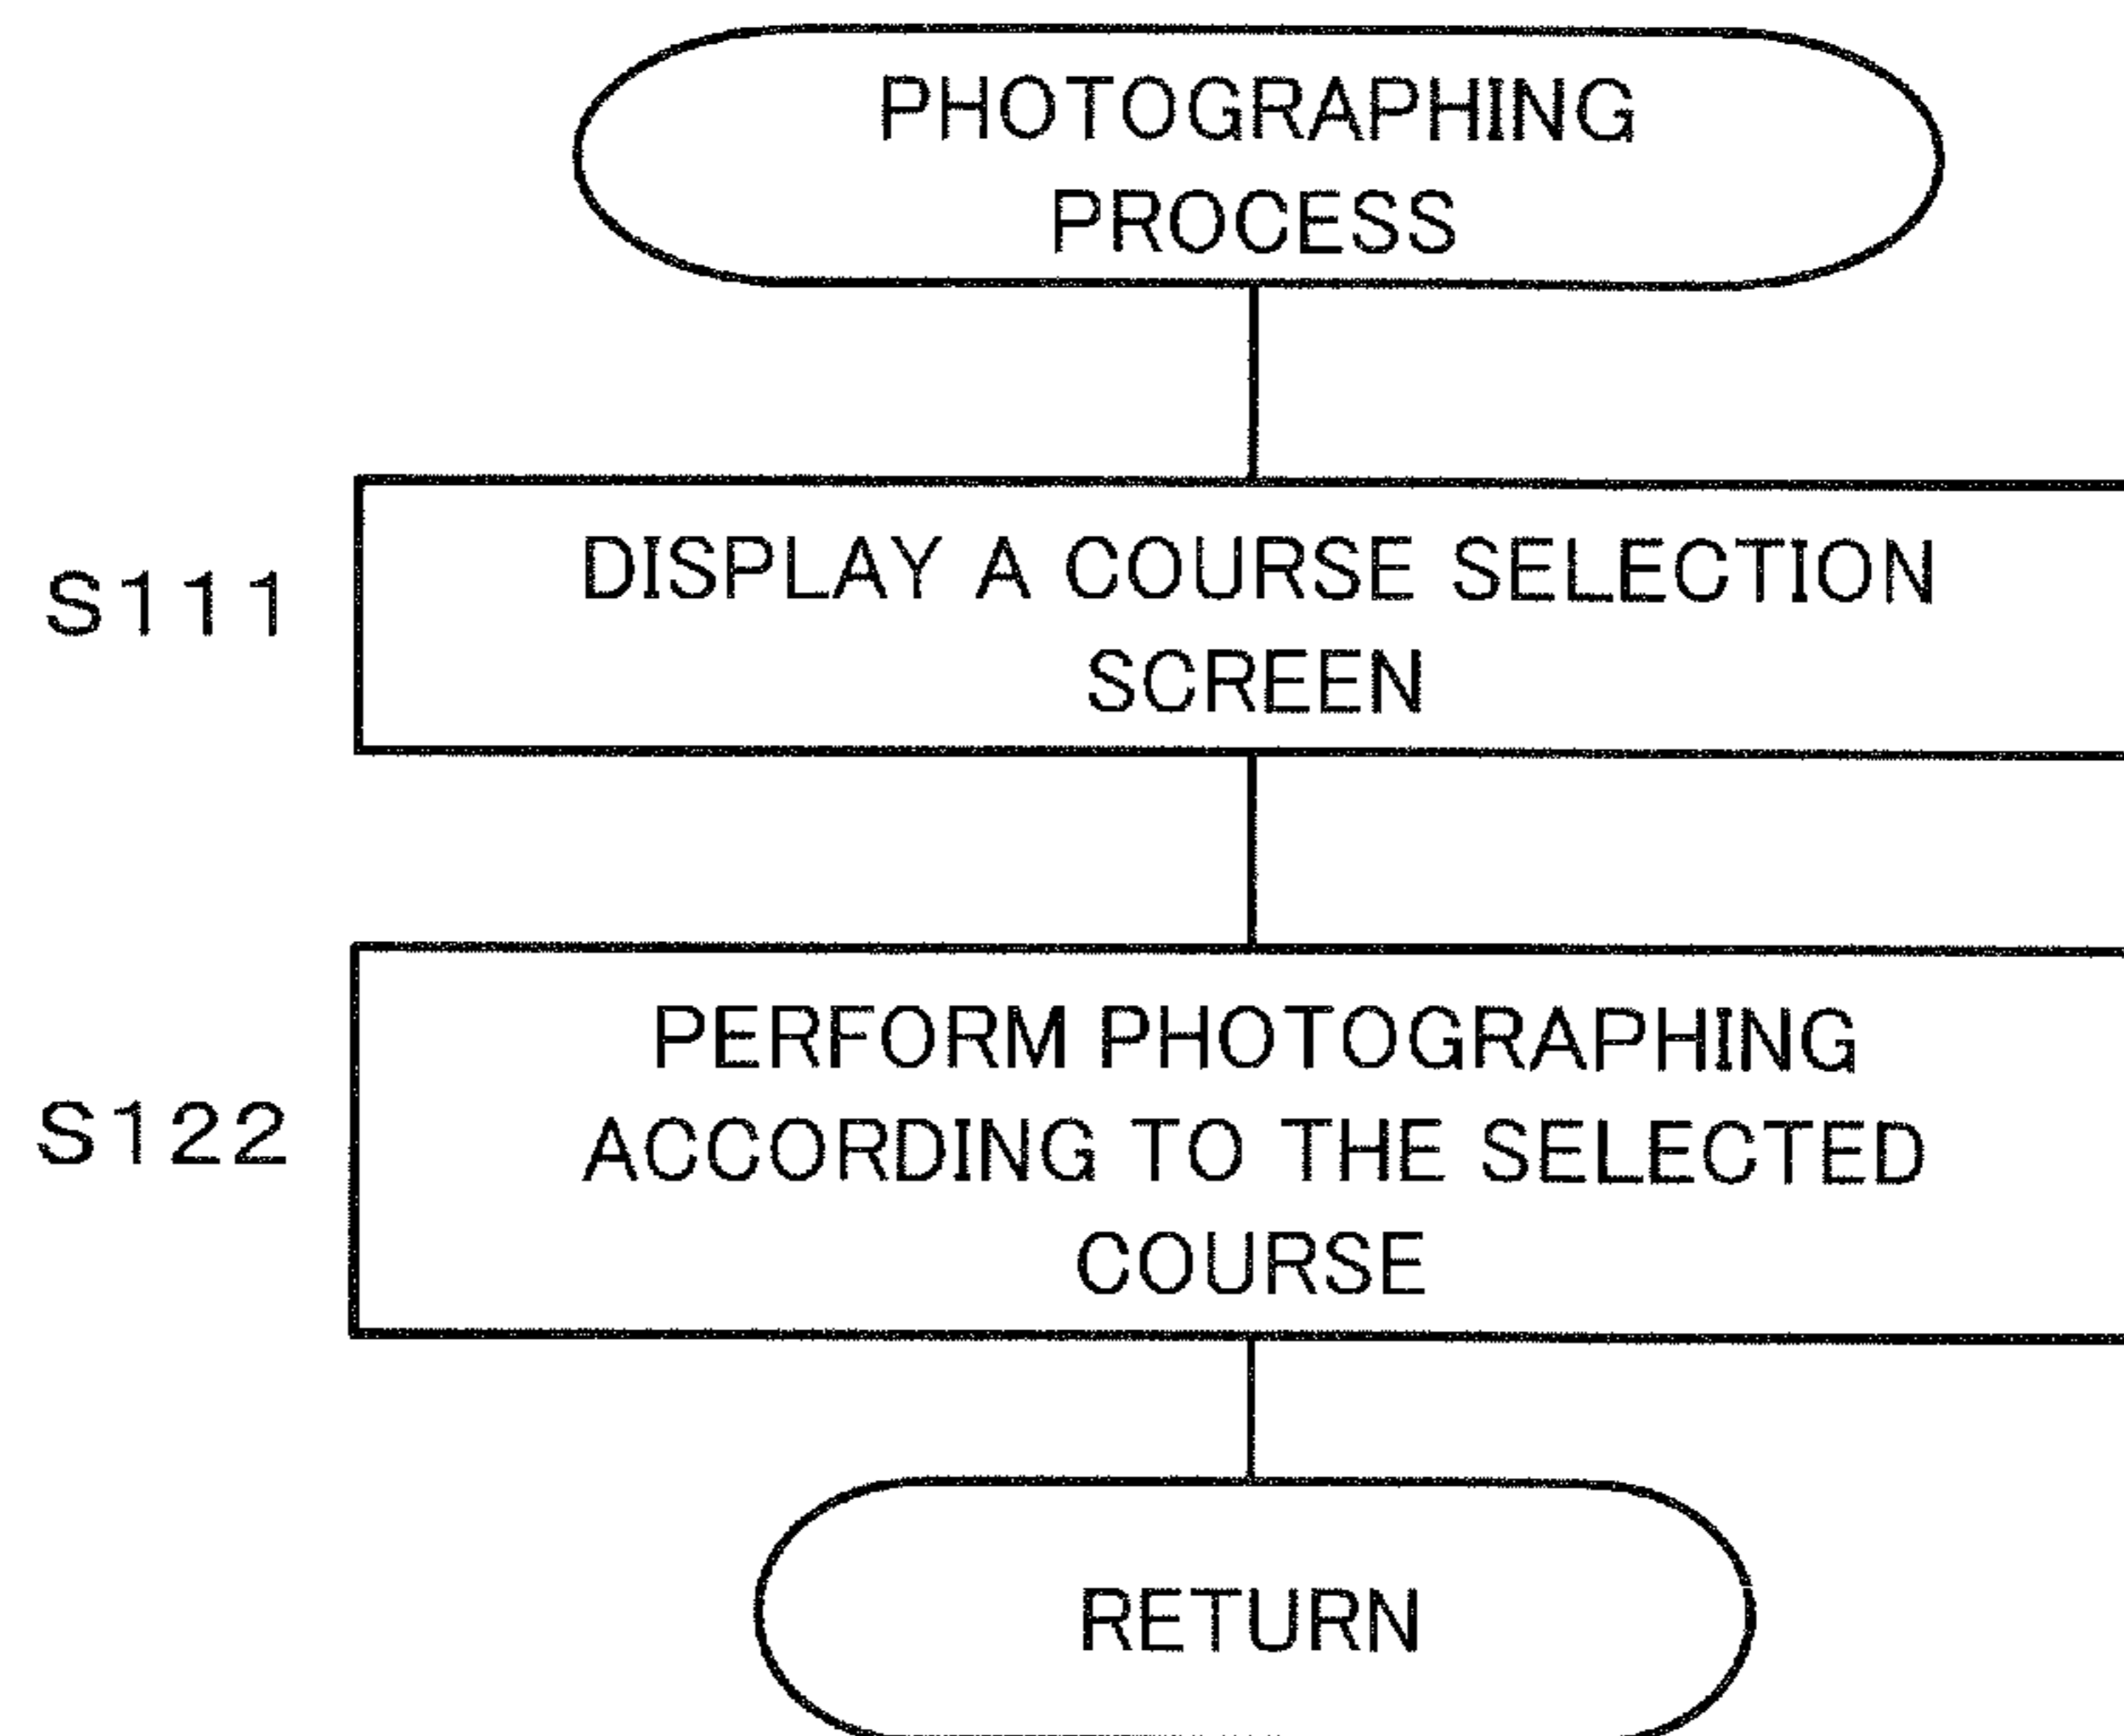 PHOTOGRAPHING
PROCESS
S111
DISPLAY A COURSE SELECTION
SCREEN
S122
PERFORM PHOTOGRAPHING
ACCORDING TO THE SELECTED
COURSE
RETURN